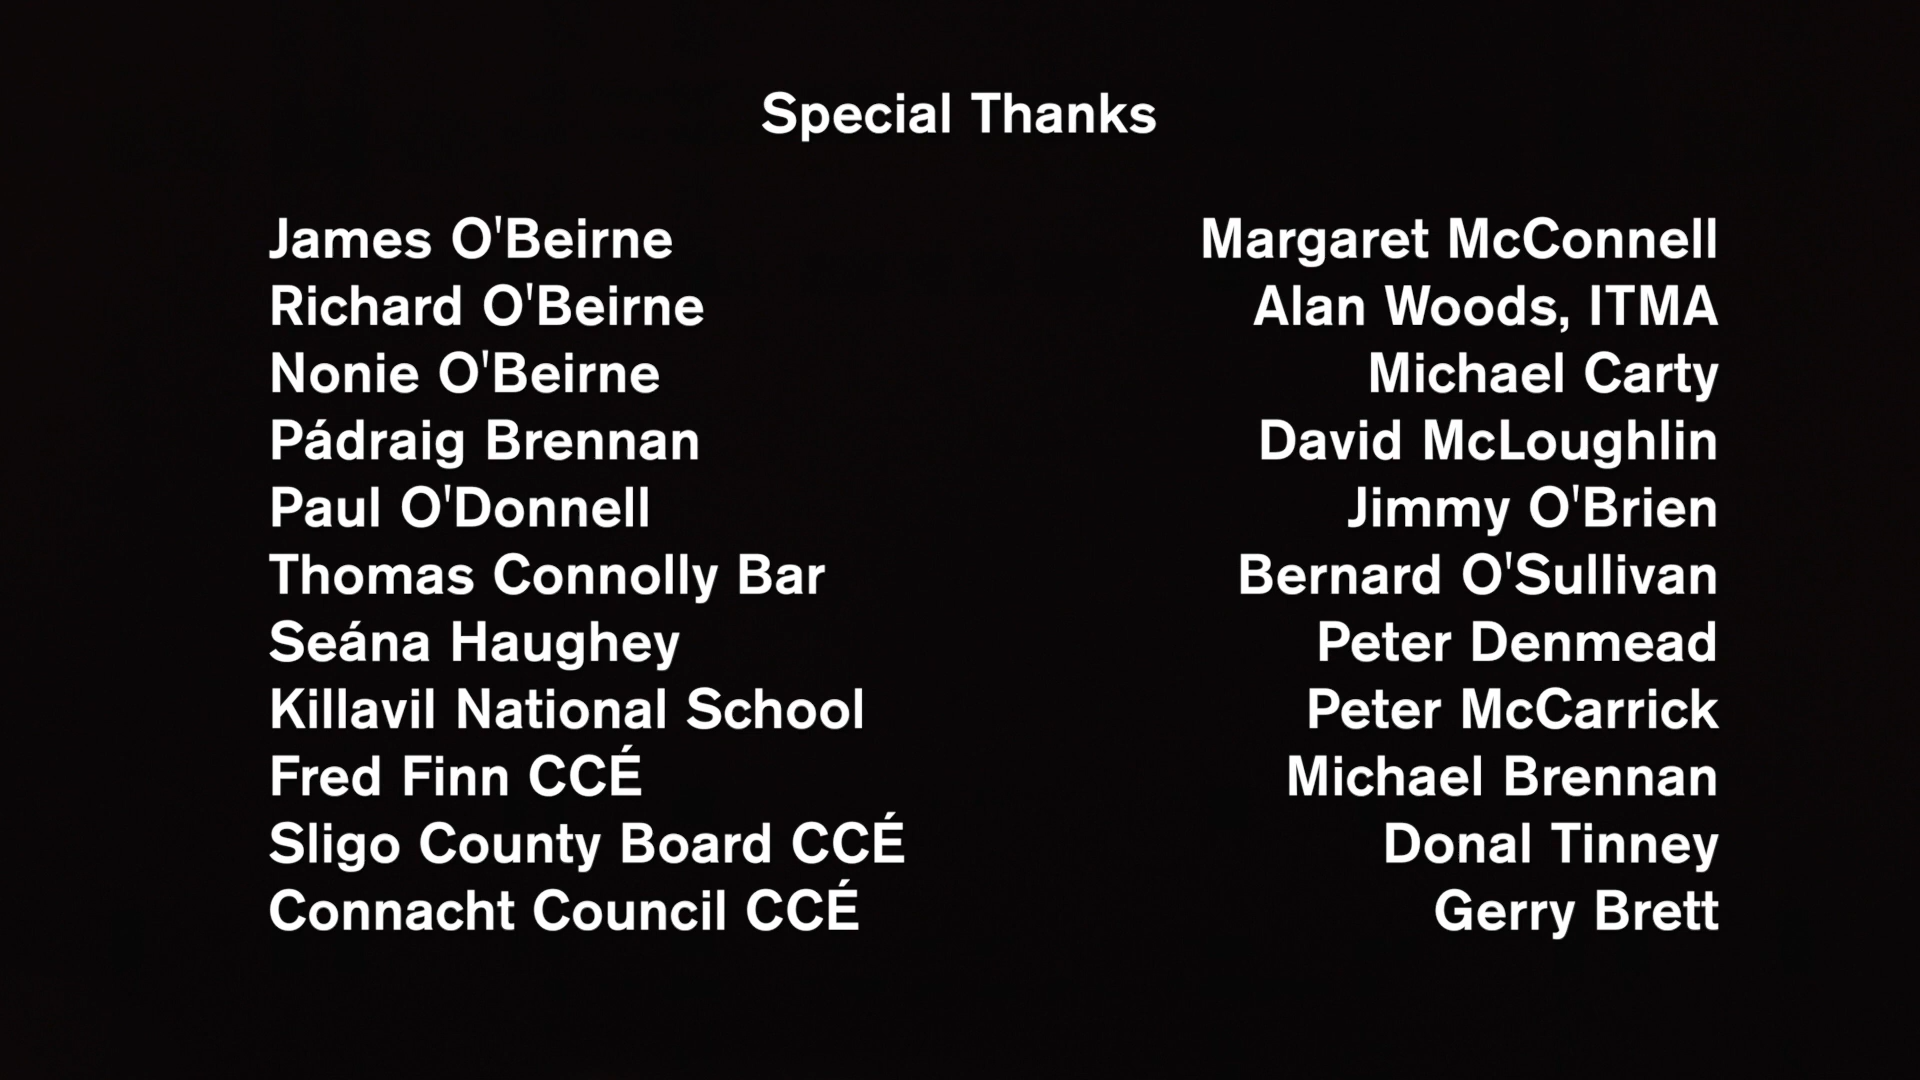 Special Thanks
James O'Beirne
Richard O'Beirne
Nonie O'Beirne
Pádraig Brennan
Paul O'Donnell
Thomas Connolly Bar
Seána Haughey
Killavil National School
Fred Finn CCÉ
Sligo County Board CCÉ
Connacht Council CCÉ
Margaret McConnell
Alan Woods, ITMA
Michael Carty
David McLoughlin
Jimmy O'Brien
Bernard O'Sullivan
Peter Denmead
Peter McCarrick
Michael Brennan
Donal Tinney
Gerry Brett